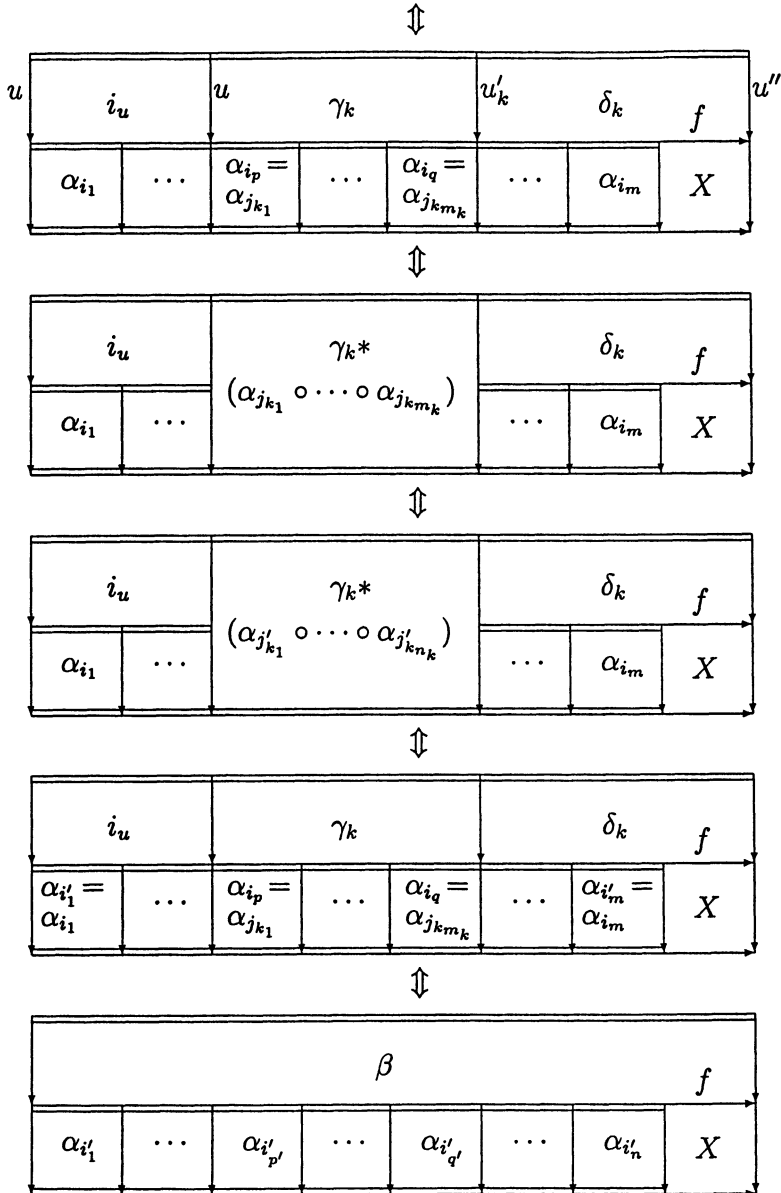 ⇕
u i_u u γ_k u'_k δ_k f u''
α_{i_1} ⋯ α_{i_p} = α_{j_{k_1}} ⋯ α_{i_q} = α_{j_{k_{m_k}}} ⋯ α_{i_m} X
⇕
i_u γ_k* δ_k f
(α_{j_{k_1}} ∘ ⋯ ∘ α_{j_{k_{m_k}}})
α_{i_1} ⋯ ⋯ α_{i_m} X
⇕
i_u γ_k* δ_k f
(α_{j'_{k_1}} ∘ ⋯ ∘ α_{j'_{k_{n_k}}})
α_{i_1} ⋯ ⋯ α_{i_m} X
⇕
i_u γ_k δ_k f
α_{i'_1} = α_{i_1} ⋯ α_{i_p} = α_{j_{k_1}} ⋯ α_{i_q} = α_{j_{k_{m_k}}} ⋯ α_{i'_m} = α_{i_m} X
⇕
β f
α_{i'_1} ⋯ α_{i'_{p'}} ⋯ α_{i'_{q'}} ⋯ α_{i'_n} X